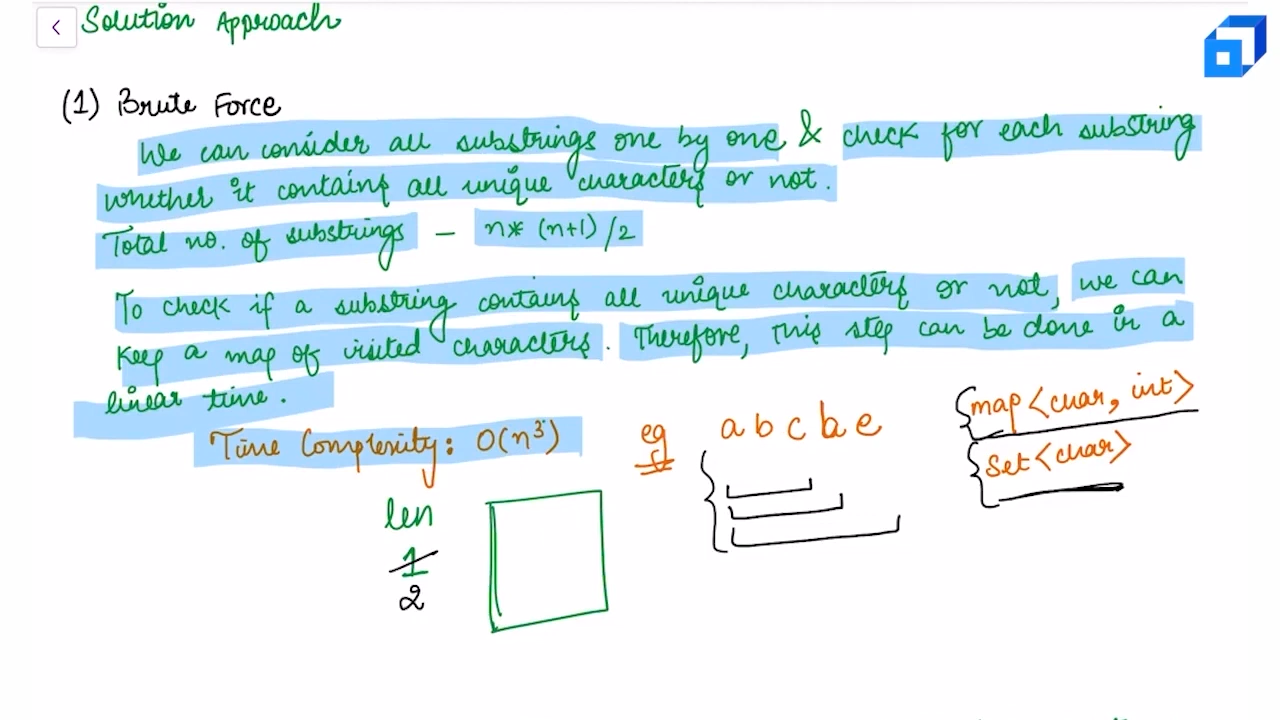 Solution Approach
(1) Brute Force
We can consider all substrings one by one & check for each substring
whether it contains all unique characters or not.
Total no. of substrings - n* (n+1)/2
To check if a substring contains all unique characters or not, we can
keep a map of visited characters. Therefore, this step can be done in a
linear time.
Time Complexity: O(n³)
eg a b c b a e
map <char, int>
Set <char>
len
1
2